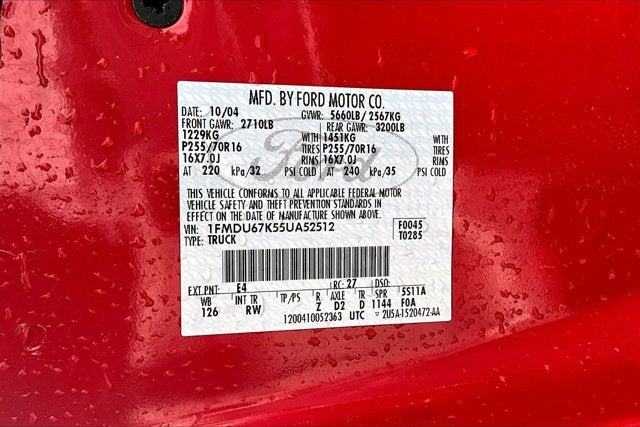 MFD. BY FORD MOTOR CO.
DATE: 10/04 GVWR: 5660LB/ 2567KG
FRONT GAWR: 2710LB REAR GAWR: 3200LB
1229KG 1451KG
P255/70R16 TIRES P255/70R16 TIRES
16X7.0J RIMS 16X7.0J RIMS
AT 220 kPa/32 PSI COLD AT 240 kPa/35 PSI COLD
THIS VEHICLE CONFORMS TO ALL APPLICABLE FEDERAL MOTOR
VEHICLE SAFETY AND THEFT PREVENTION STANDARDS IN
EFFECT ON THE DATE OF MANUFACTURE SHOWN ABOVE.
VIN: 1FMDU67K55UA52512 F0045
TYPE: TRUCK T0285
EXT PNT: E4 RC: 27 DSO:
WB INT TR TP/PS R AXLE TR SPR 5S11A
126 RW Z D2 D 1144 F0A
1200410052363 UTC 2U5A-1520472-AA
Ford